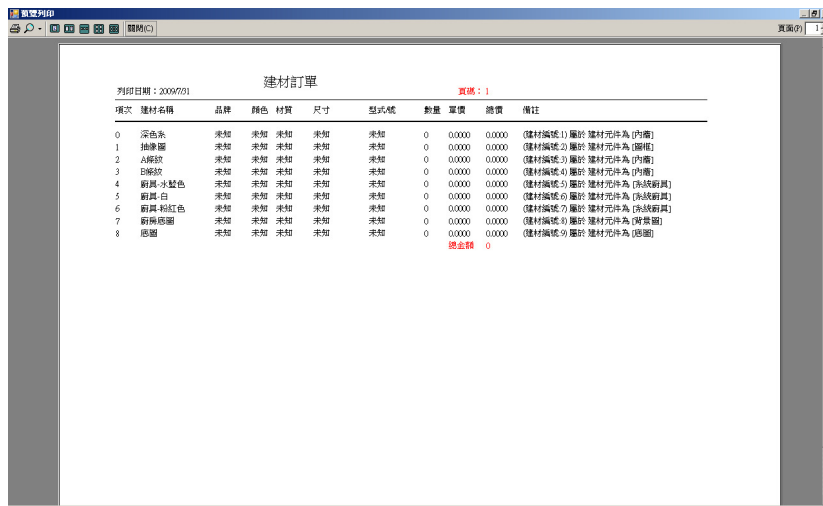 預覽列印
關閉(C) 頁面(P) 1
建材訂單
列印日期：2009/7/31 頁碼：1
項次 建材名稱 品牌 顏色 材質 尺寸 型式/號 數量 單價 總價 備註
0 深色系 未知 未知 未知 未知 未知 0 0.0000 0.0000 (建材編號:1) 屬於 建材元件為 [內牆]
1 抽像圖 未知 未知 未知 未知 未知 0 0.0000 0.0000 (建材編號:2) 屬於 建材元件為 [圖框]
2 A條紋 未知 未知 未知 未知 未知 0 0.0000 0.0000 (建材編號:3) 屬於 建材元件為 [內牆]
3 B條紋 未知 未知 未知 未知 未知 0 0.0000 0.0000 (建材編號:4) 屬於 建材元件為 [內牆]
4 廚具-水藍色 未知 未知 未知 未知 未知 0 0.0000 0.0000 (建材編號:5) 屬於 建材元件為 [系統廚具]
5 廚具-白 未知 未知 未知 未知 未知 0 0.0000 0.0000 (建材編號:6) 屬於 建材元件為 [系統廚具]
6 廚具-粉紅色 未知 未知 未知 未知 未知 0 0.0000 0.0000 (建材編號:7) 屬於 建材元件為 [系統廚具]
7 廚房底圖 未知 未知 未知 未知 未知 0 0.0000 0.0000 (建材編號:8) 屬於 建材元件為 [背景圖]
8 底圖 未知 未知 未知 未知 未知 0 0.0000 0.0000 (建材編號:9) 屬於 建材元件為 [底圖]
總金額 0